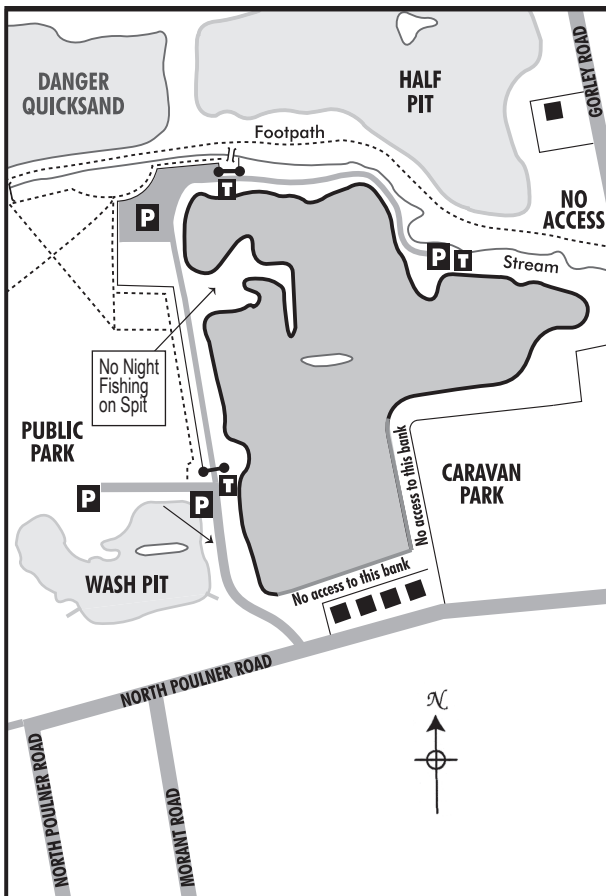 DANGER
QUICKSAND
HALF
PIT
GORLEY ROAD
Footpath
NO
ACCESS
T
P
P T
Stream
No Night
Fishing
on Spit
PUBLIC
PARK
No access to this bank
CARAVAN
PARK
T
P
P
WASH PIT
No access to this bank
NORTH POULNER ROAD
N
NORTH POULNER ROAD
MORANT ROAD